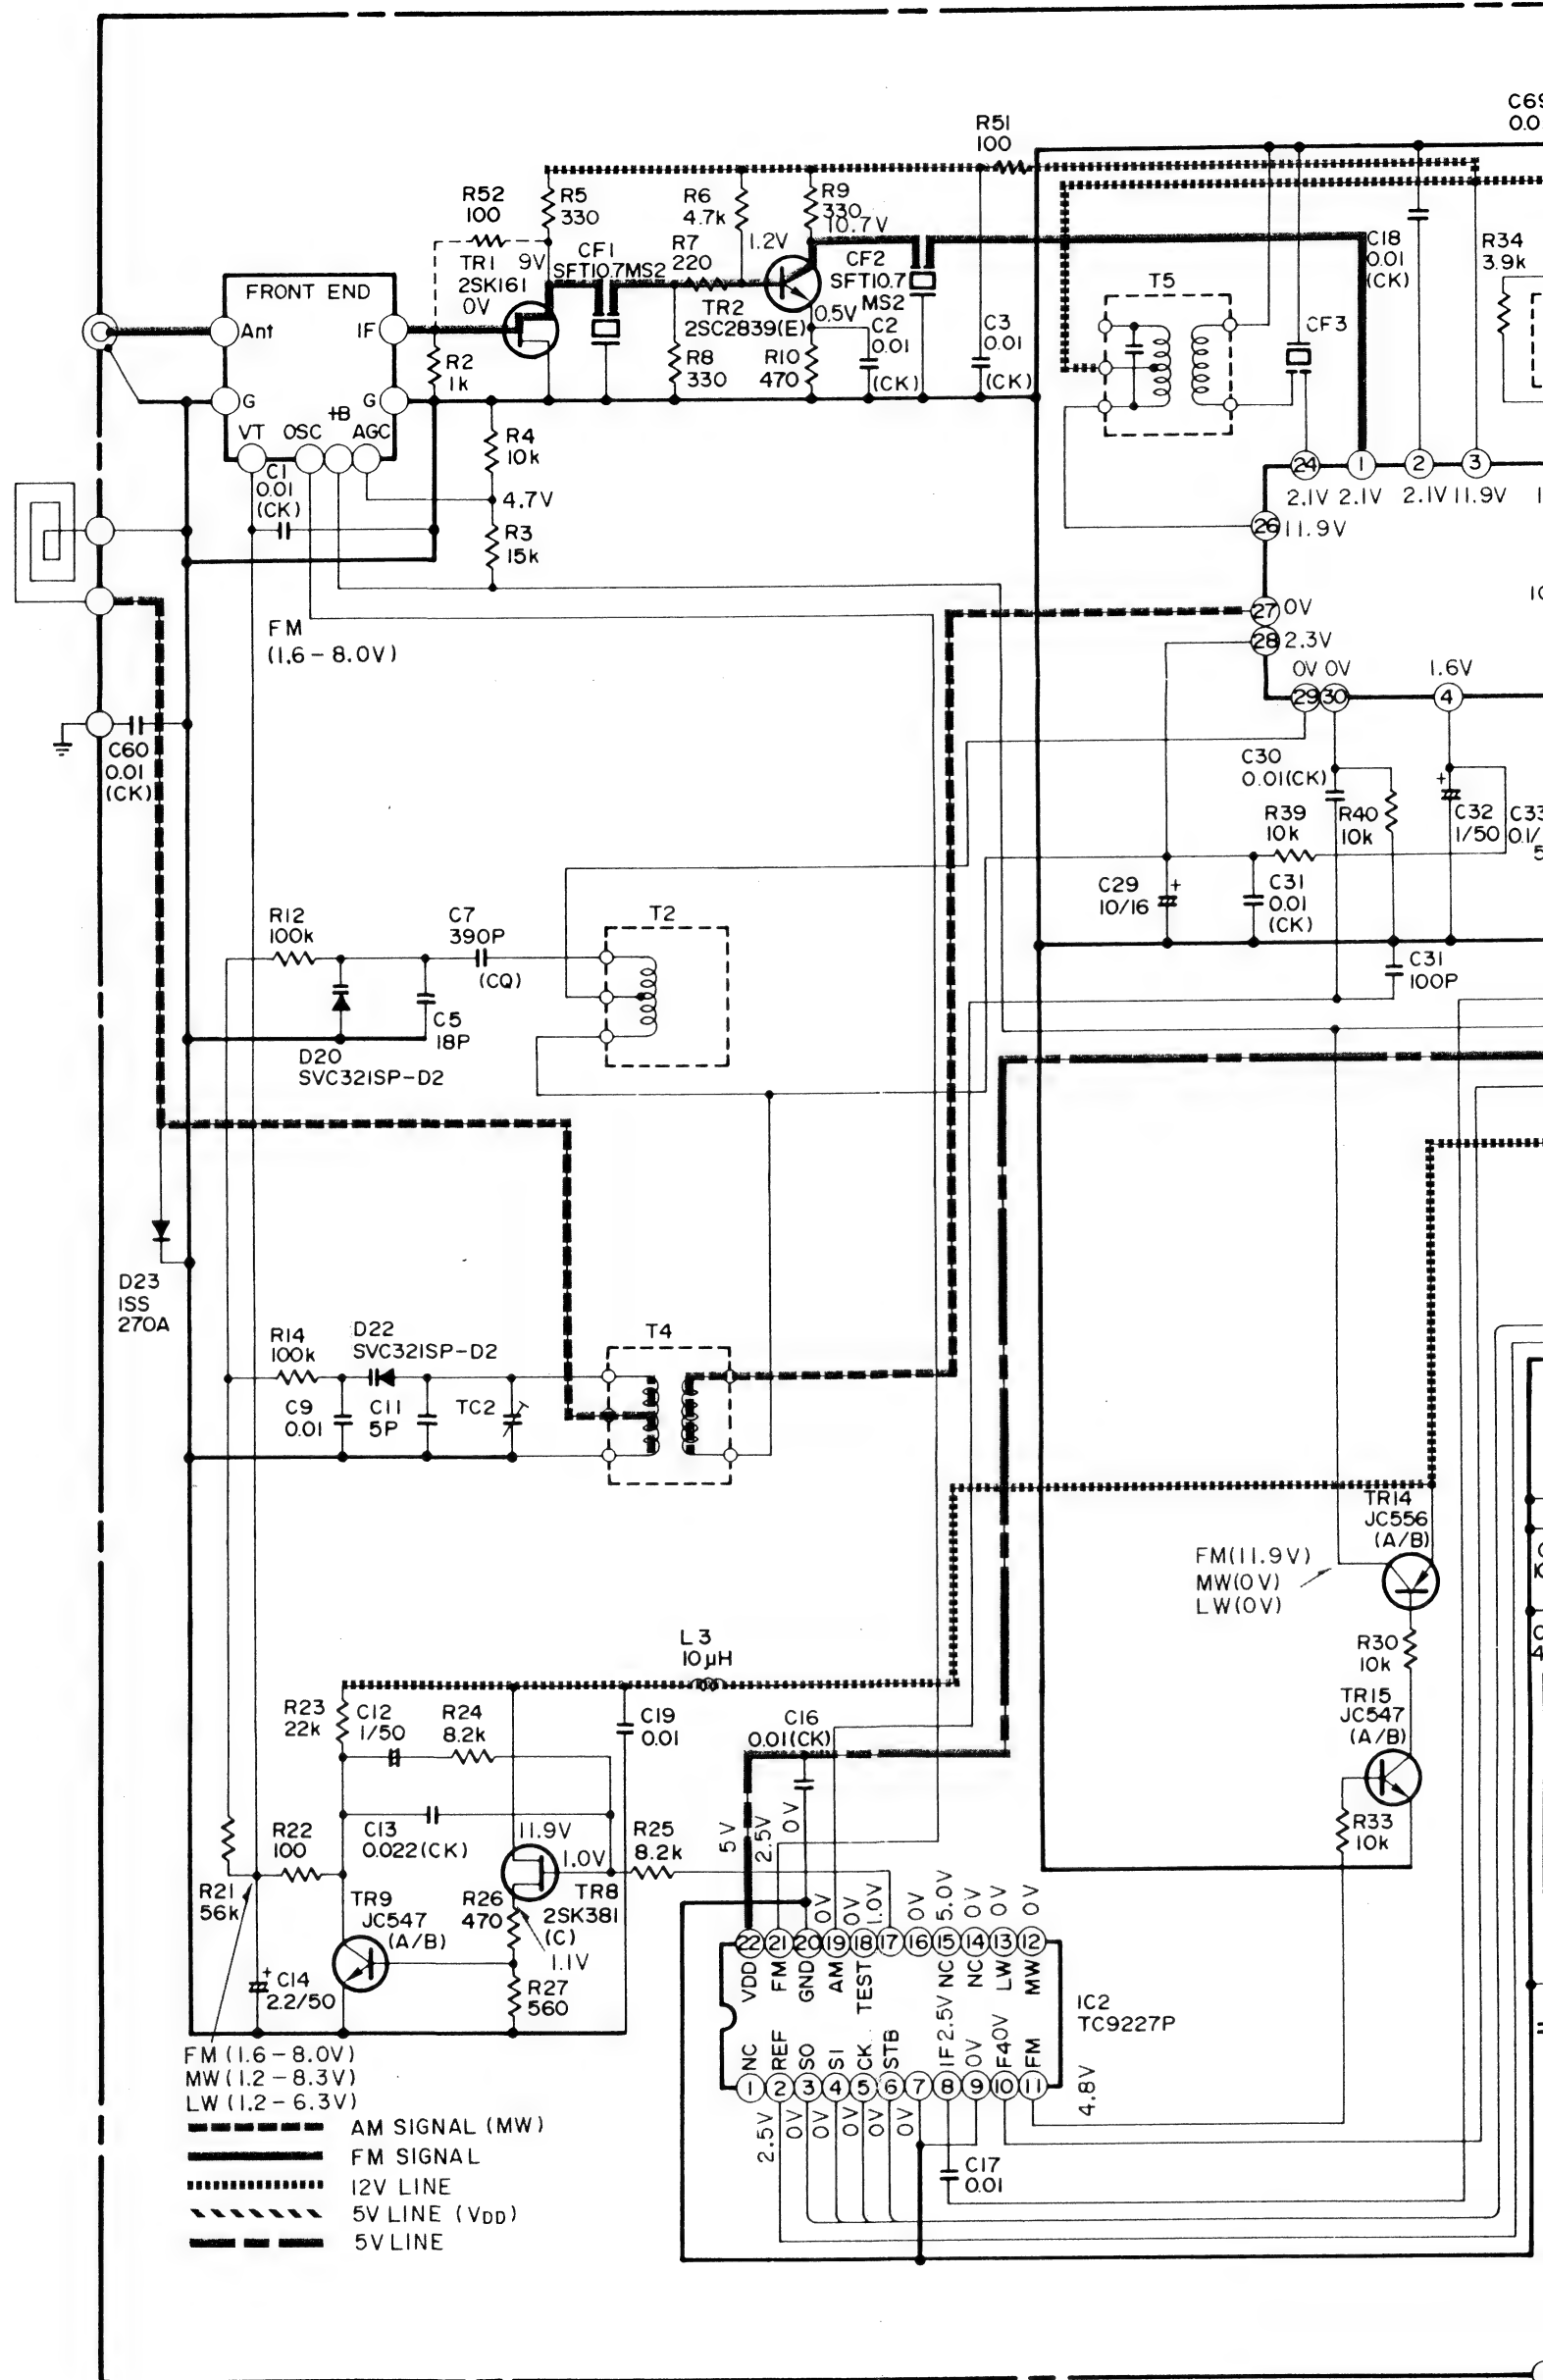 C69
0.0
R51
100
R52
100
R5
330
R6
4.7k
R9
330
10.7V
TR1
2SK161
0V
9V
CF1
SFT10.7MS2
R7
220
1.2V
CF2
SFT10.7
MS2
C18
0.01
(CK)
R34
3.9k
T5
FRONT END
Ant
IF
G
G
VT
OSC
+B
AGC
R2
1k
TR2
2SC2839(E)
0.5V
C2
0.01
(CK)
C3
0.01
(CK)
CF3
R8
330
R10
470
C1
0.01
(CK)
R4
10k
4.7V
R3
15k
24
1
2
3
2.1V
2.1V
2.1V
11.9V
26
11.9V
27
0V
28
2.3V
0V
0V
1.6V
29
30
4
FM
(1.6–8.0V)
C60
0.01
(CK)
C30
0.01(CK)
R39
10k
R40
10k
C32
1/50
C33
0.1/
5
+
C29
10/16
+
C31
0.01
(CK)
C31
100P
R12
100k
C7
390P
(CQ)
T2
C5
18P
D20
SVC321SP-D2
D23
1SS
270A
R14
100k
D22
SVC321SP-D2
T4
C9
0.01
C11
5P
TC2
TR14
JC556
(A/B)
FM(11.9V)
MW(0V)
LW(0V)
R30
10k
TR15
JC547
(A/B)
R33
10k
L3
10μH
R23
22k
C12
1/50
R24
8.2k
C19
0.01
C16
0.01(CK)
R22
100
C13
0.022(CK)
11.9V
1.0V
R25
8.2k
R21
56k
TR9
JC547
(A/B)
R26
470
TR8
2SK381
(C)
1.1V
C14
2.2/50
+
R27
560
5V
2.5V
0V
0V
0V
1.0V
0V
5.0V
0V
0V
0V
22
21
20
19
18
17
16
15
14
13
12
VDD
FM
GND
AM
TEST
NC
NC
LW
MW
IC2
TC9227P
NC
REF
SO
SI
CK
STB
IF 2.5V
0V
F4 0V
FM
1
2
3
4
5
6
7
8
9
10
11
2.5V
0V
0V
0V
0V
0V
4.8V
C17
0.01
FM (1.6–8.0V)
MW (1.2–8.3V)
LW (1.2–6.3V)
AM SIGNAL (MW)
FM SIGNAL
12V LINE
5V LINE (VDD)
5V LINE